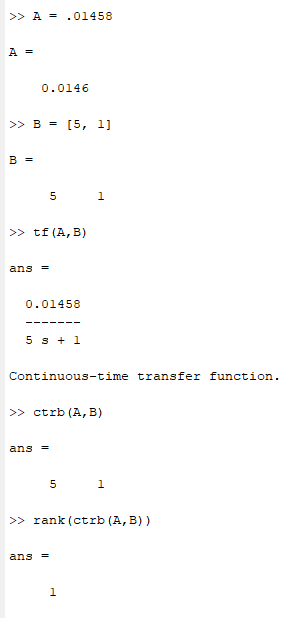 >> A = .01458
A =
0.0146
>> B = [5, 1]
B =
5 1
>> tf(A,B)
ans =
0.01458
-------
5 s + 1
Continuous-time transfer function.
>> ctrb(A,B)
ans =
5 1
>> rank(ctrb(A,B))
ans =
1